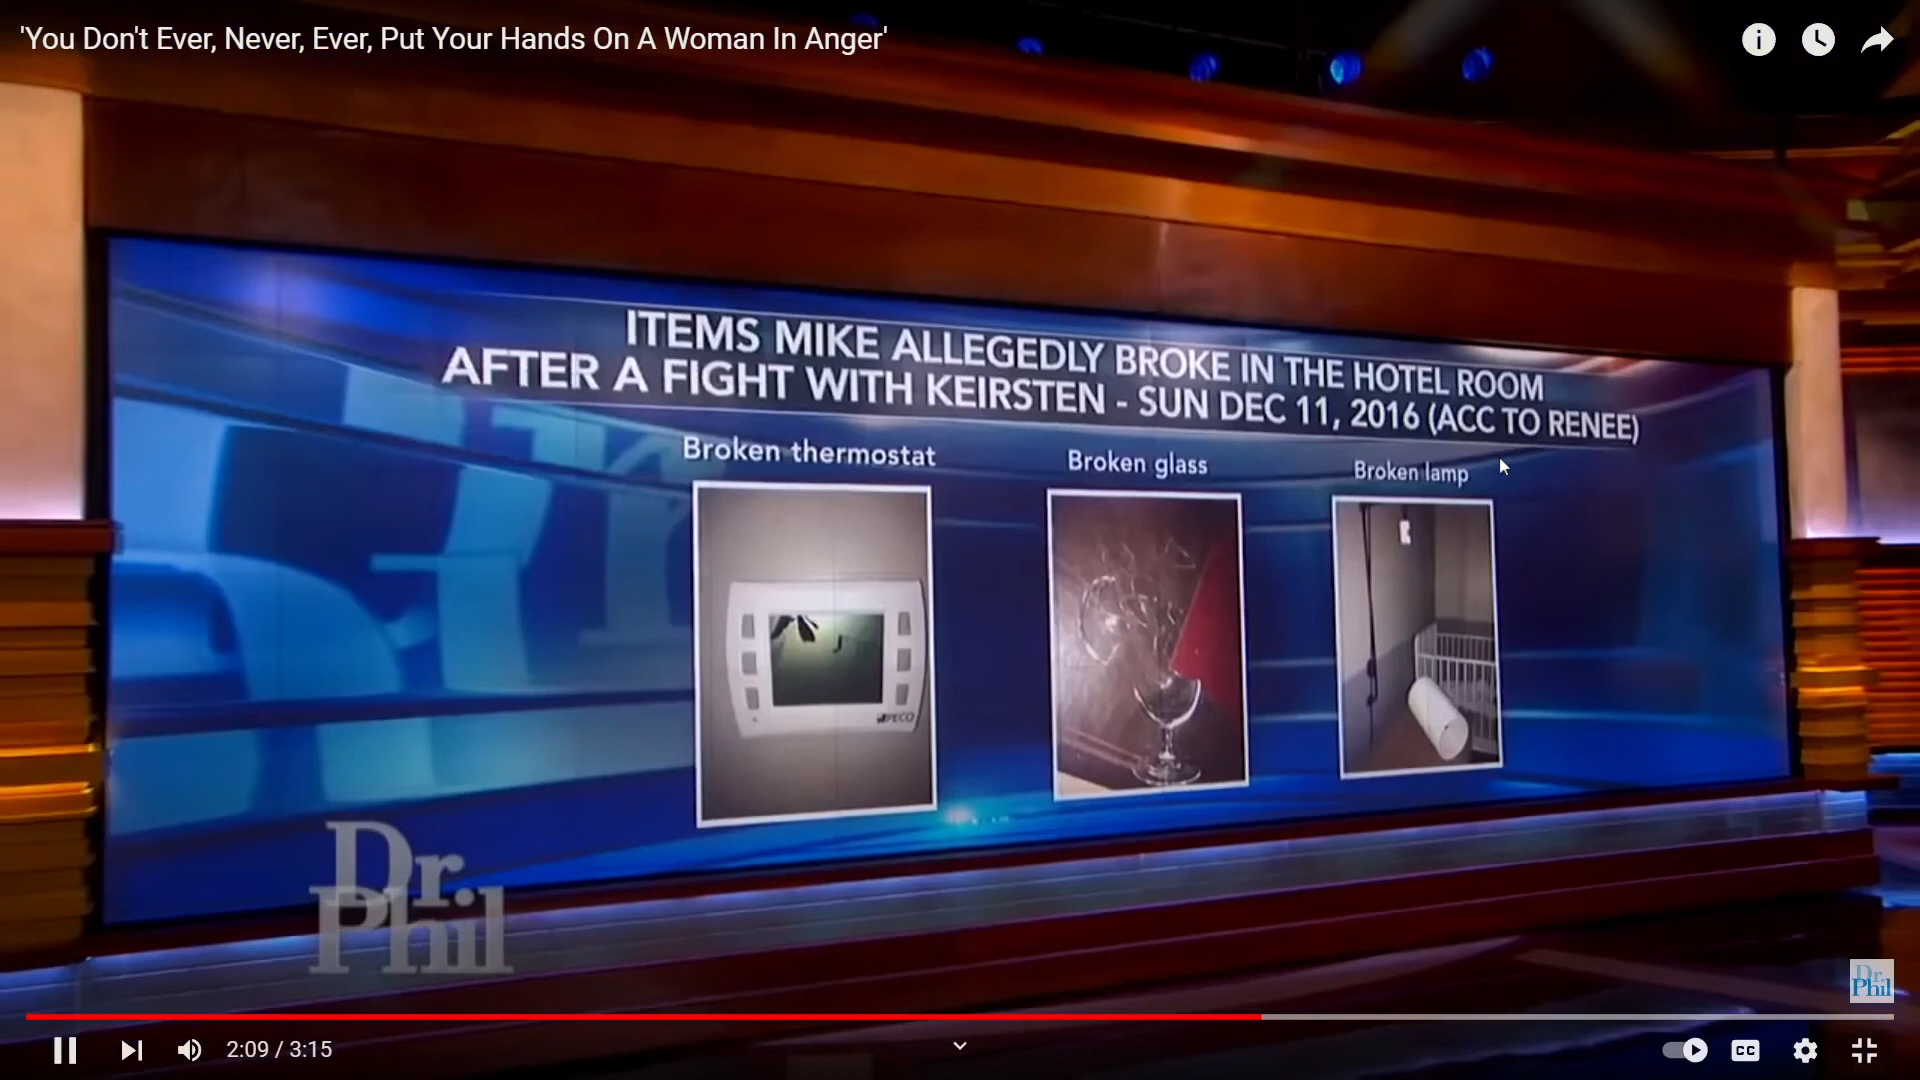 'You Don't Ever, Never, Ever, Put Your Hands On A Woman In Anger'
ITEMS MIKE ALLEGEDLY BROKE IN THE HOTEL ROOM
AFTER A FIGHT WITH KEIRSTEN - SUN DEC 11, 2016 (ACC TO RENEE)
Broken thermostat
Broken glass
Broken lamp
PECO
Dr.
Phil
Dr.
Phil
2:09 / 3:15
CC